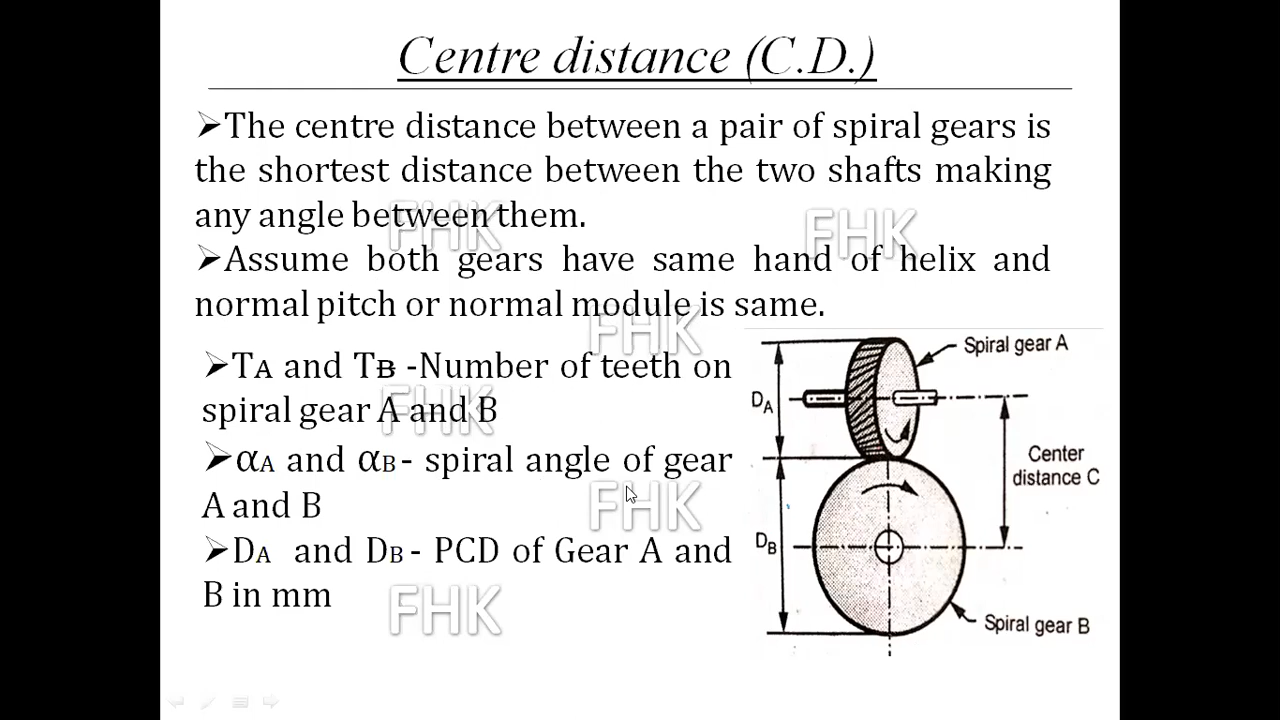 Centre distance (C.D.)
➢The centre distance between a pair of spiral gears is
the shortest distance between the two shafts making
any angle between them.
➢Assume both gears have same hand of helix and
normal pitch or normal module is same.
➢TA and TB -Number of teeth on
spiral gear A and B
➢αA and αB- spiral angle of gear
A and B
➢DA and DB- PCD of Gear A and
B in mm
Spiral gear A
DA
Center
distance C
DB
Spiral gear B
FHK
FHK
FHK
FHK
FHK
FHK